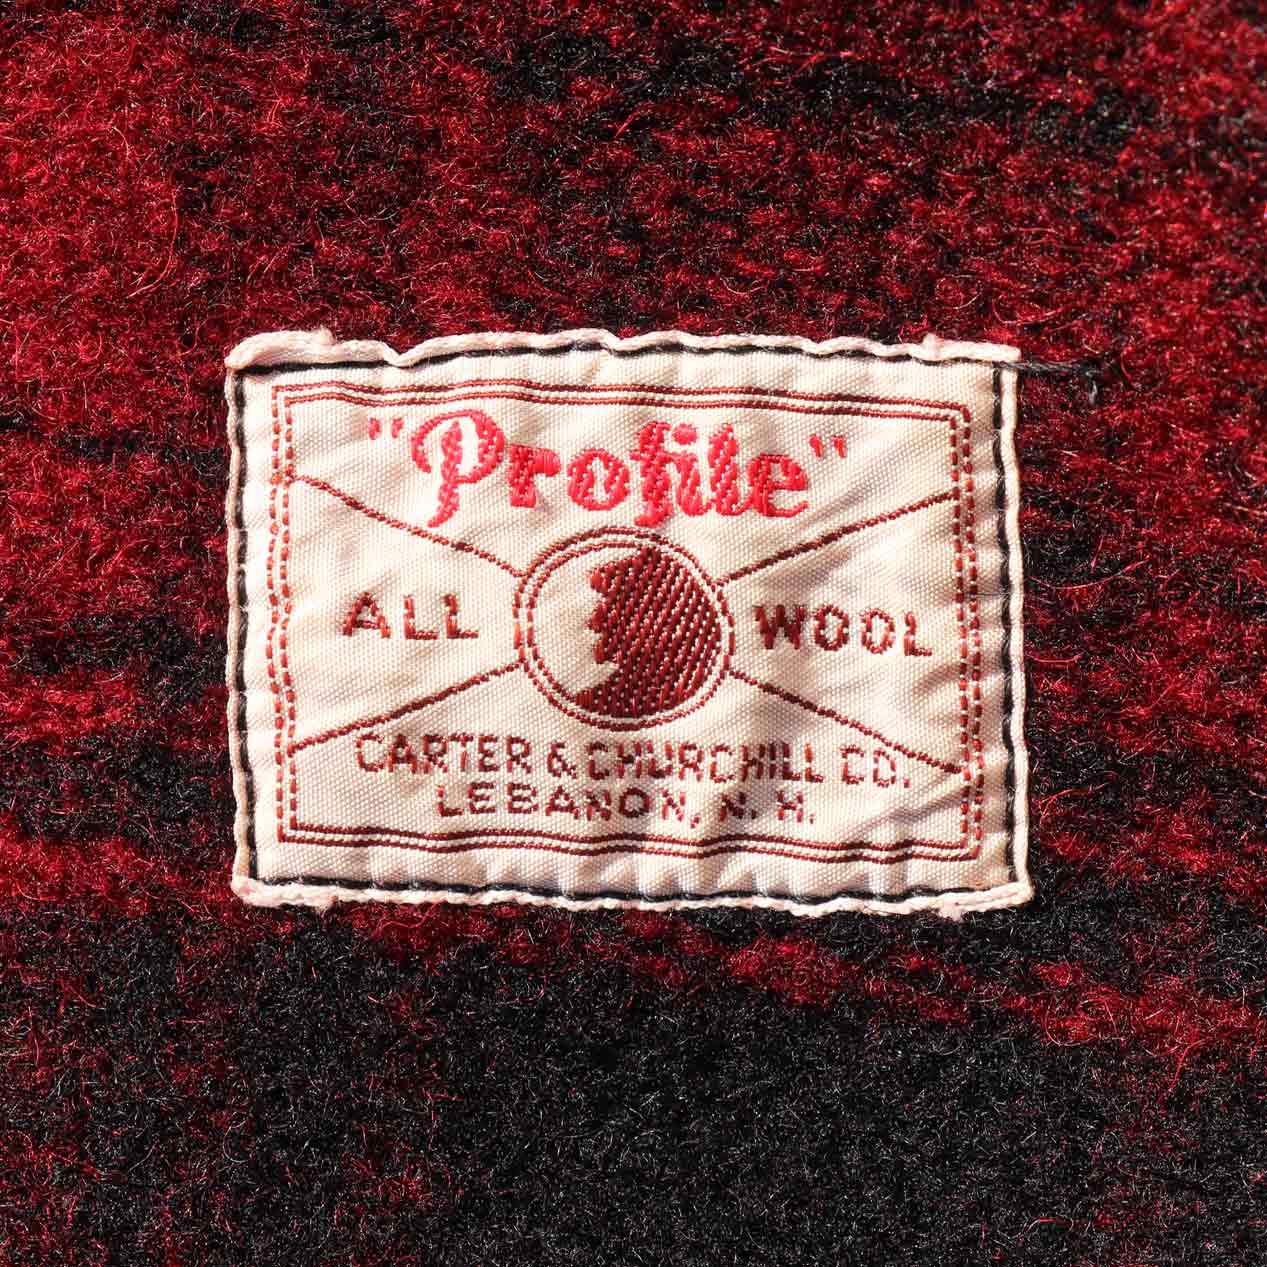 "Profile"
ALL WOOL
CARTER & CHURCHILL CO.
LEBANON, N. H.